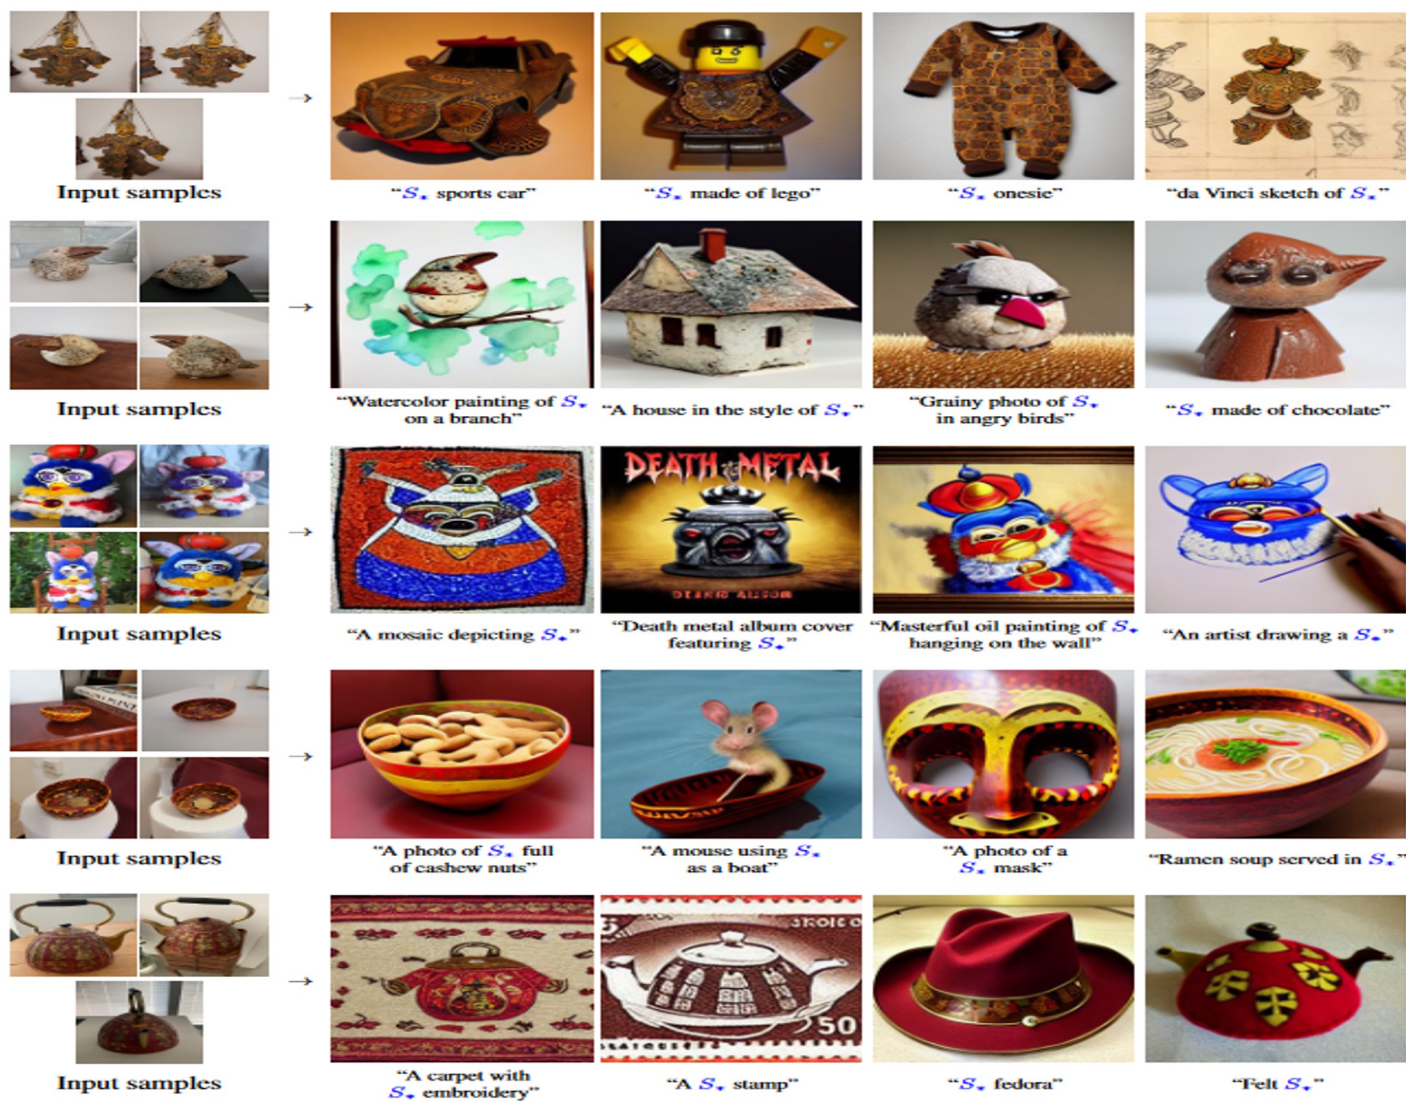 Input samples
“S* sports car”
“S* made of lego”
“S* onesie”
“da Vinci sketch of S*”
Input samples
“Watercolor painting of S*
on a branch”
“A house in the style of S*”
“Grainy photo of S*
in angry birds”
“S* made of chocolate”
DEATH METAL
Input samples
“A mosaic depicting S*”
“Death metal album cover
featuring S*”
“Masterful oil painting of S*
hanging on the wall”
“An artist drawing a S*”
Input samples
“A photo of S* full
of cashew nuts”
“A mouse using S*
as a boat”
“A photo of a
S* mask”
“Ramen soup served in S*”
50
Input samples
“A carpet with
S* embroidery”
“A S* stamp”
“S* fedora”
“Felt S*”